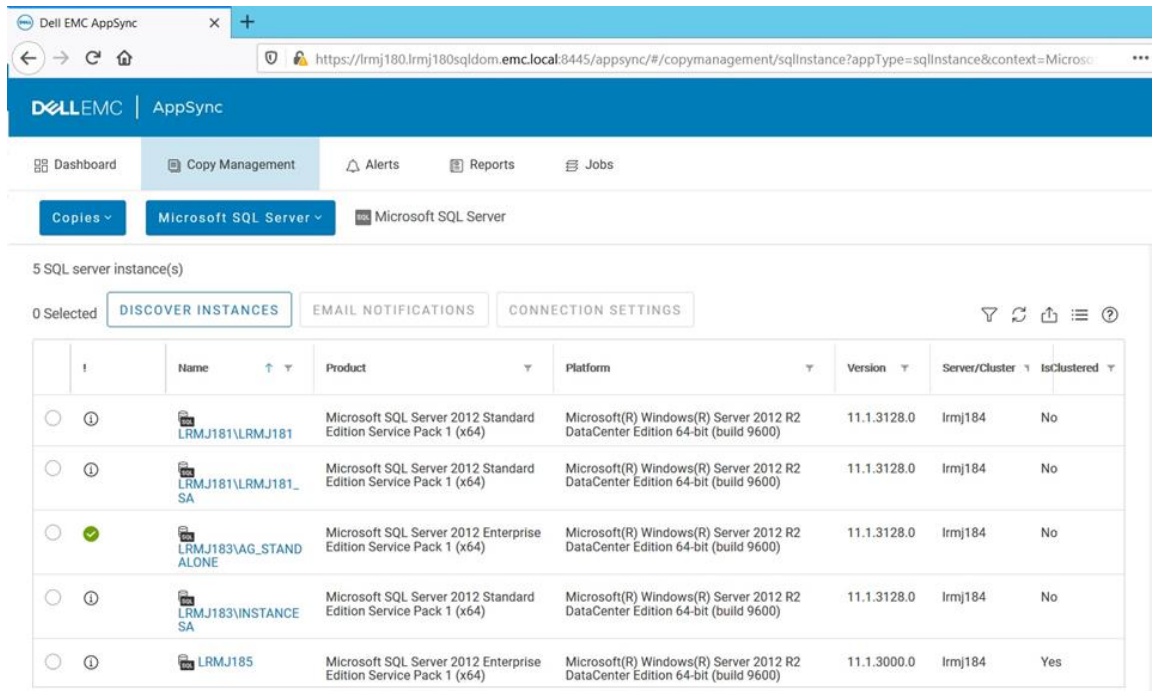 Dell EMC AppSync
https://lrmj180.lrmj180sqldom.emc.local:8445/appsync/#/copymanagement/sqlInstance?appType=sqlInstance&context=Microso
DELLEMC | AppSync
Dashboard Copy Management Alerts Reports Jobs
Copies Microsoft SQL Server Microsoft SQL Server
5 SQL server instance(s)
0 Selected DISCOVER INSTANCES EMAIL NOTIFICATIONS CONNECTION SETTINGS
! Name Product Platform Version Server/Cluster IsClustered
LRMJ181\LRMJ181
Microsoft SQL Server 2012 Standard
Edition Service Pack 1 (x64)
Microsoft(R) Windows(R) Server 2012 R2
DataCenter Edition 64-bit (build 9600)
11.1.3128.0 lrmj184 No
LRMJ181\LRMJ181_
SA
Microsoft SQL Server 2012 Standard
Edition Service Pack 1 (x64)
Microsoft(R) Windows(R) Server 2012 R2
DataCenter Edition 64-bit (build 9600)
11.1.3128.0 lrmj184 No
LRMJ183\AG_STAND
ALONE
Microsoft SQL Server 2012 Enterprise
Edition Service Pack 1 (x64)
Microsoft(R) Windows(R) Server 2012 R2
DataCenter Edition 64-bit (build 9600)
11.1.3128.0 lrmj184 No
LRMJ183\INSTANCE
SA
Microsoft SQL Server 2012 Standard
Edition Service Pack 1 (x64)
Microsoft(R) Windows(R) Server 2012 R2
DataCenter Edition 64-bit (build 9600)
11.1.3128.0 lrmj184 No
LRMJ185
Microsoft SQL Server 2012 Enterprise
Edition Service Pack 1 (x64)
Microsoft(R) Windows(R) Server 2012 R2
DataCenter Edition 64-bit (build 9600)
11.1.3000.0 lrmj184 Yes